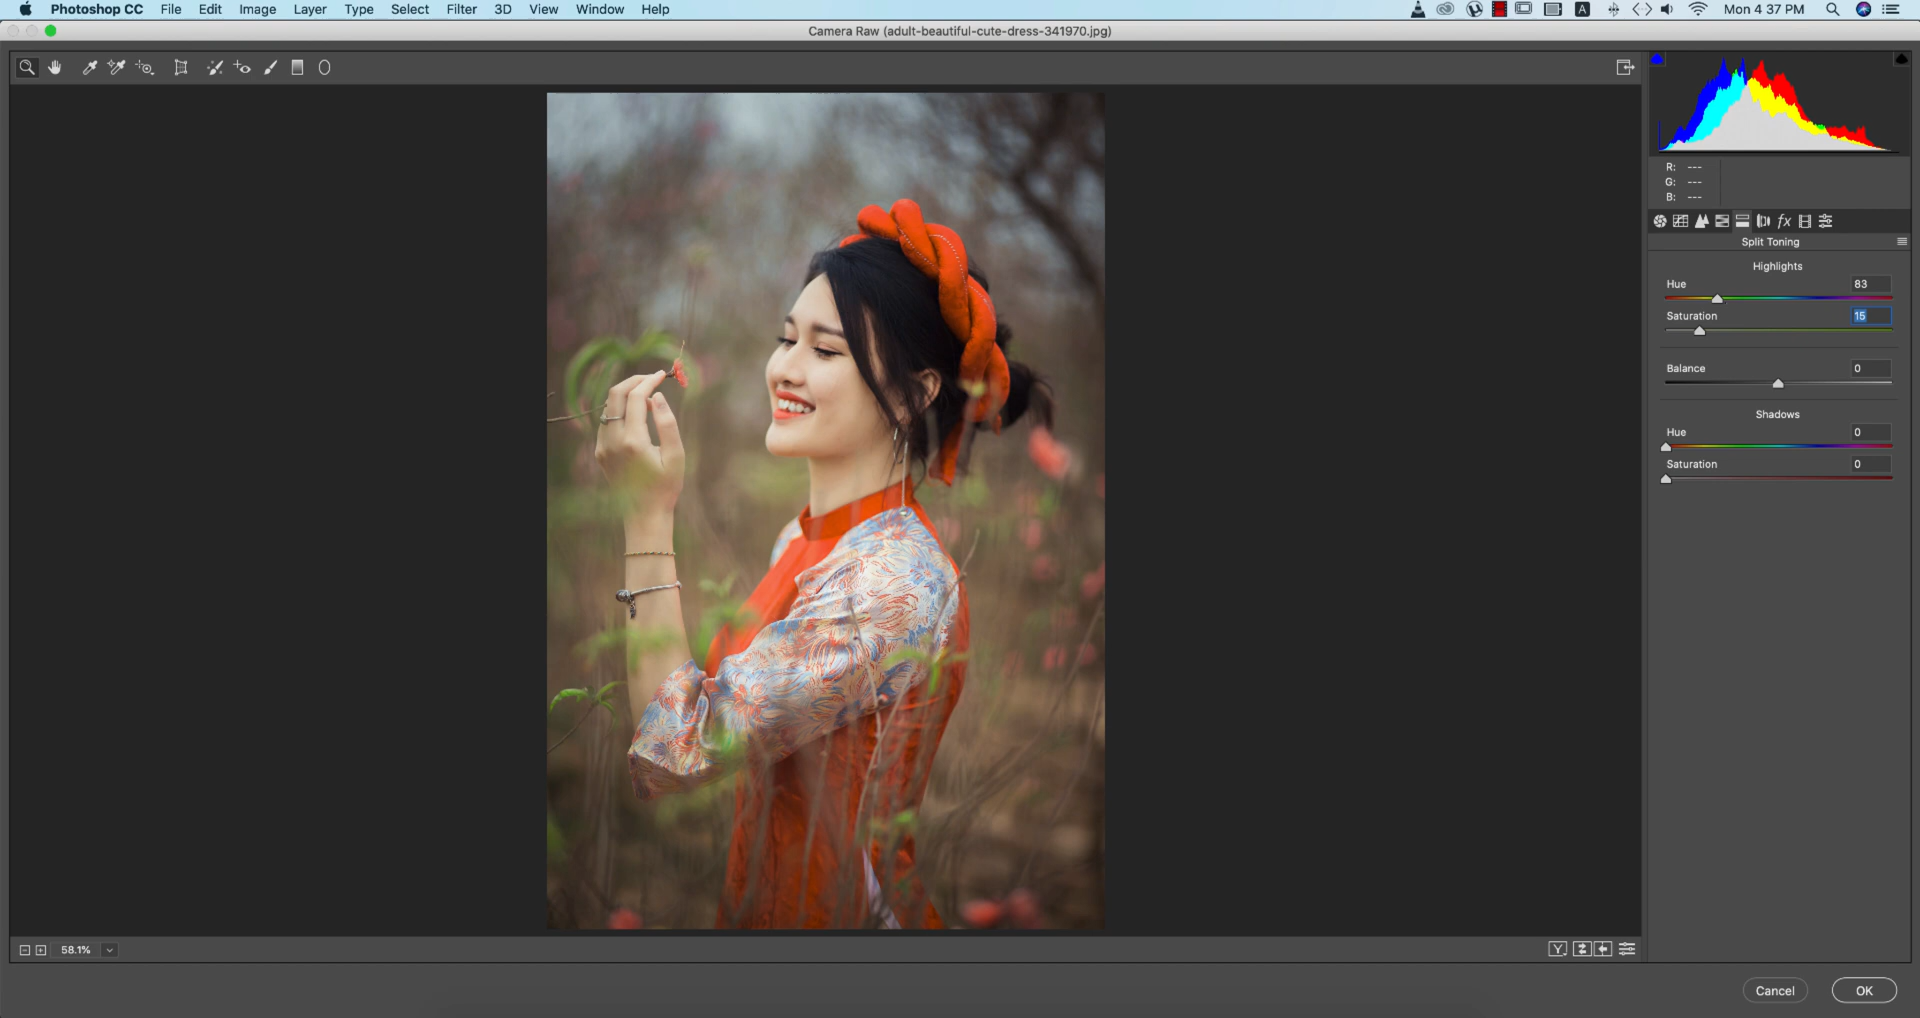 Photoshop CC File Edit Image Layer Type Select Filter 3D View Window Help A Mon 4 37 PM
Camera Raw (adult-beautiful-cute-dress-341970.jpg)
R: ---
G: ---
B: ---
fx
Split Toning
Highlights
Hue 83
Saturation 15
Balance 0
Shadows
Hue 0
Saturation 0
58.1% Y
Cancel OK